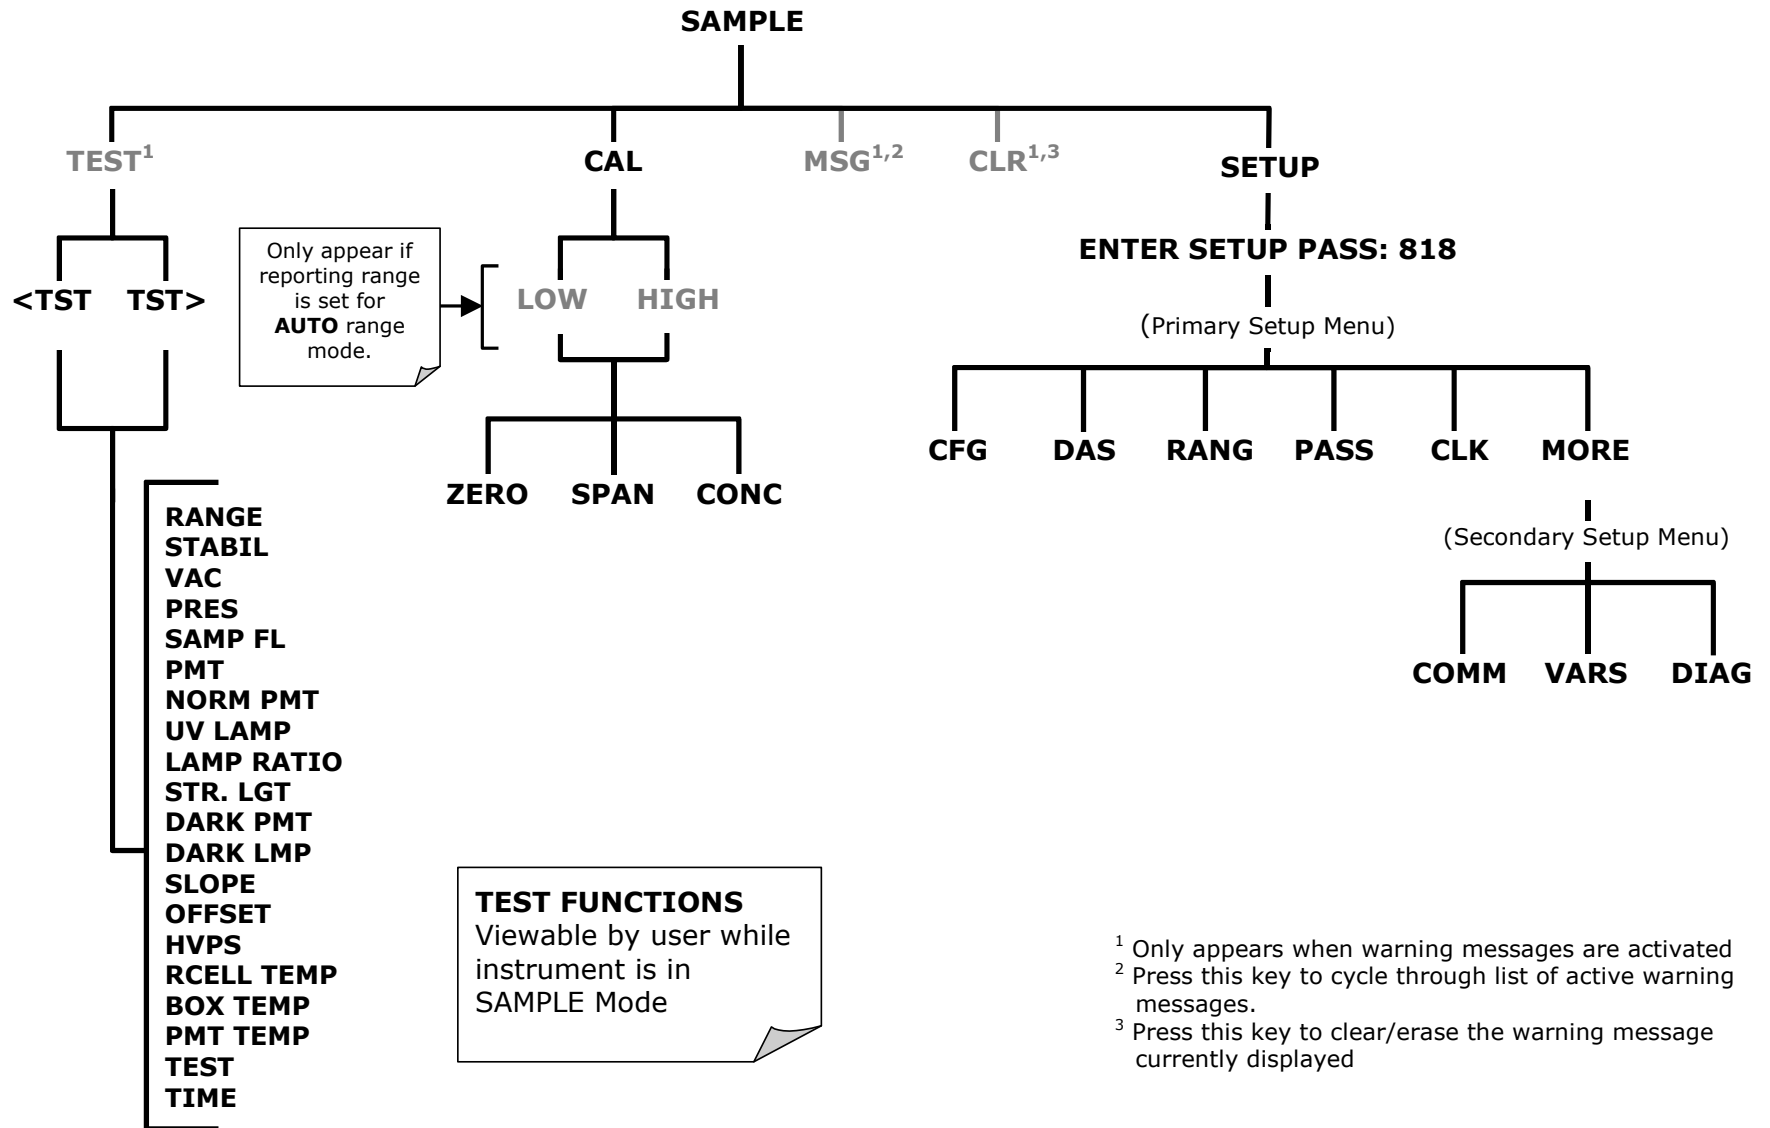 SAMPLE
TEST¹
CAL
MSG¹,²
CLR¹,³
SETUP
<TST TST>
Only appear if
reporting range
is set for
AUTO range
mode.
LOW HIGH
ENTER SETUP PASS: 818
(Primary Setup Menu)
CFG DAS RANG PASS CLK MORE
ZERO SPAN CONC
(Secondary Setup Menu)
COMM VARS DIAG
RANGE
STABIL
VAC
PRES
SAMP FL
PMT
NORM PMT
UV LAMP
LAMP RATIO
STR. LGT
DARK PMT
DARK LMP
SLOPE
OFFSET
HVPS
RCELL TEMP
BOX TEMP
PMT TEMP
TEST
TIME
TEST FUNCTIONS
Viewable by user while
instrument is in
SAMPLE Mode
¹ Only appears when warning messages are activated
² Press this key to cycle through list of active warning
messages.
³ Press this key to clear/erase the warning message
currently displayed